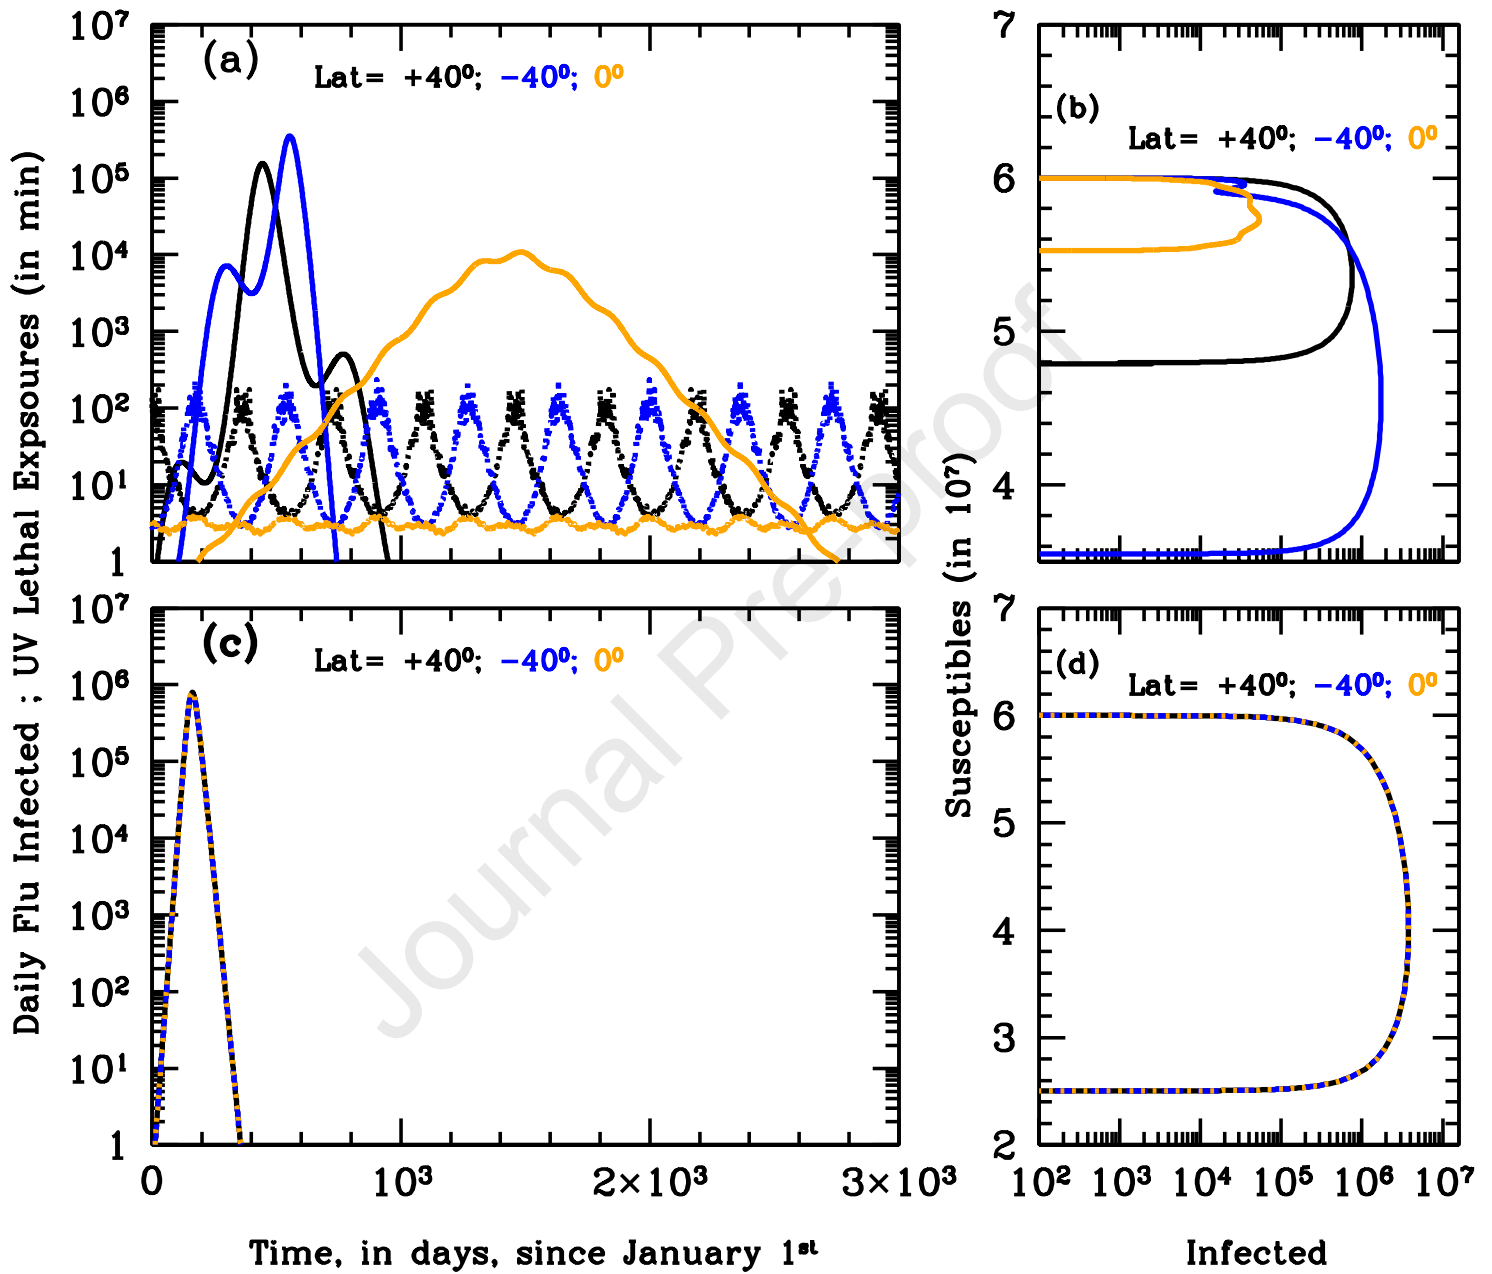 (a)
Lat= +40⁰; −40⁰; 0⁰
10⁷
10⁶
10⁵
10⁴
10³
10²
10¹
1
(b)
Lat= +40⁰; −40⁰; 0⁰
7
6
5
4
Daily Flu Infected ; UV Lethal Expsoures (in min)
Susceptibles (in 10⁷)
Journal Pre-proof
(c)
Lat= +40⁰; −40⁰; 0⁰
10⁷
10⁶
10⁵
10⁴
10³
10²
10¹
1
0 10³ 2×10³ 3×10³
Time, in days, since January 1ˢᵗ
(d)
Lat= +40⁰; −40⁰; 0⁰
7
6
5
4
3
2
10² 10³ 10⁴ 10⁵ 10⁶ 10⁷
Infected